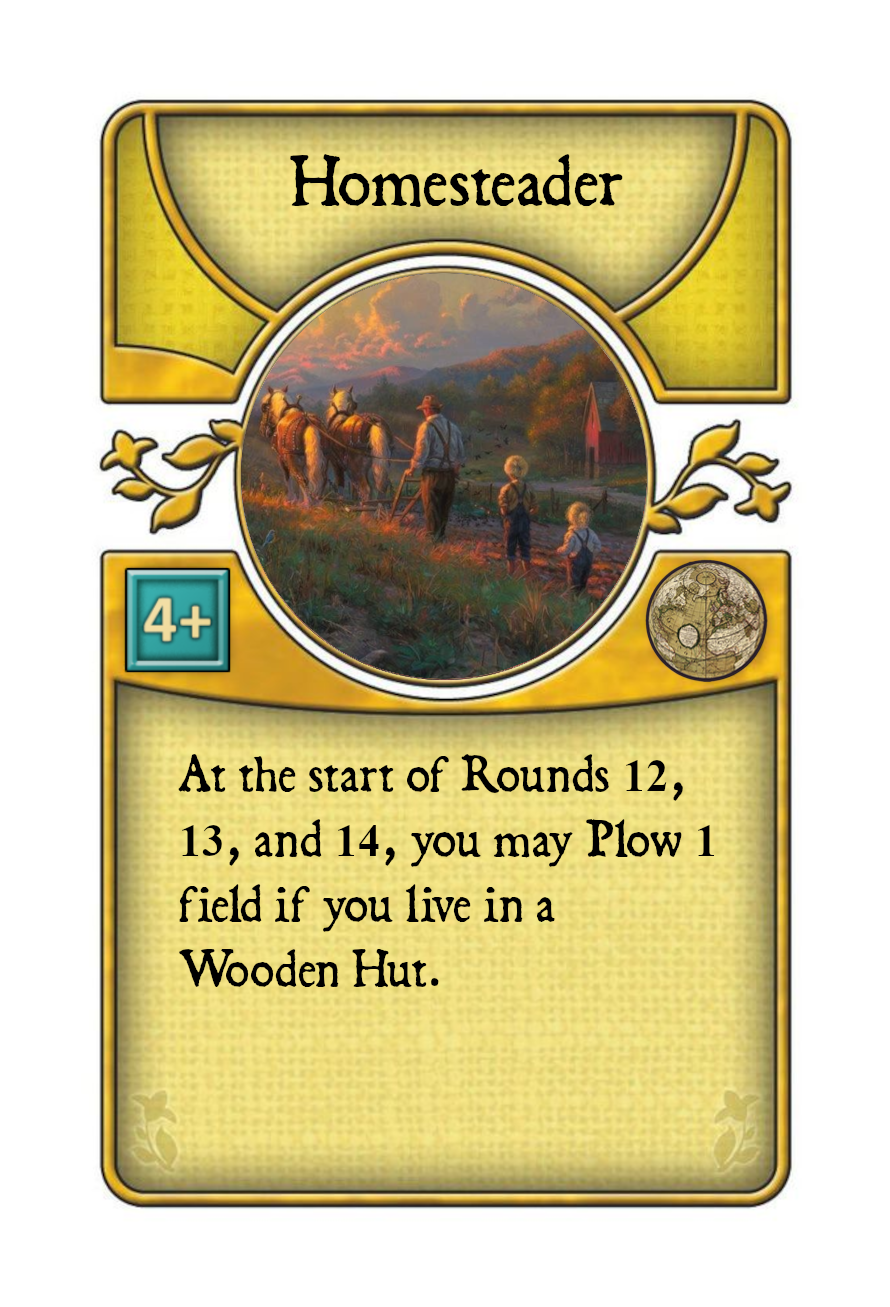 Homesteader
4+
At the start of Rounds 12,
13, and 14, you may Plow 1
field if you live in a
Wooden Hut.